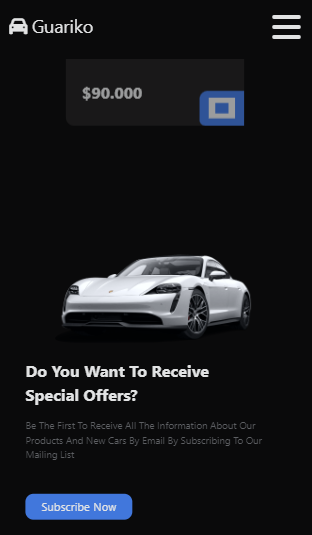 Guariko
$90.000
Do You Want To Receive
Special Offers?
Be The First To Receive All The Information About Our
Products And New Cars By Email By Subscribing To Our
Mailing List
Subscribe Now